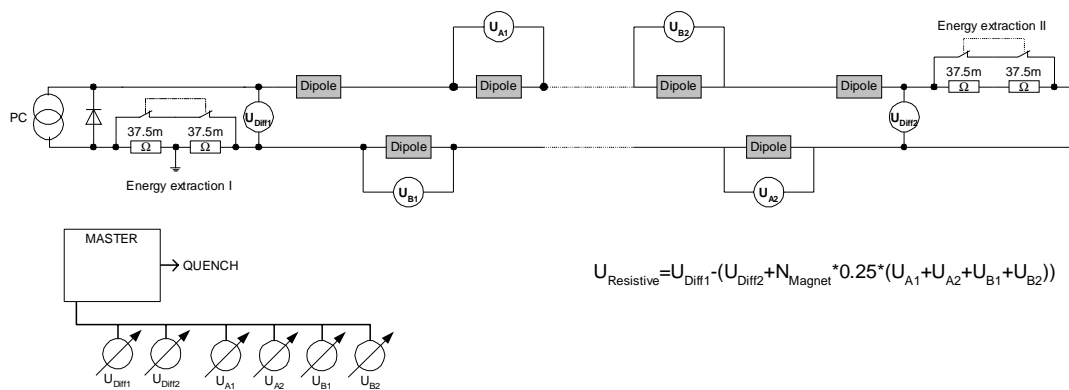 Energy extraction II
U_A1
U_B2
37.5m 37.5m
Dipole Dipole Dipole Dipole
Ω Ω
PC
U_Diff1
U_Diff2
37.5m 37.5m
Ω Ω
Dipole Dipole
Energy extraction I
U_B1
U_A2
MASTER
QUENCH
U_Resistive=U_Diff1-(U_Diff2+N_Magnet*0.25*(U_A1+U_A2+U_B1+U_B2))
U_Diff1 U_Diff2 U_A1 U_A2 U_B1 U_B2